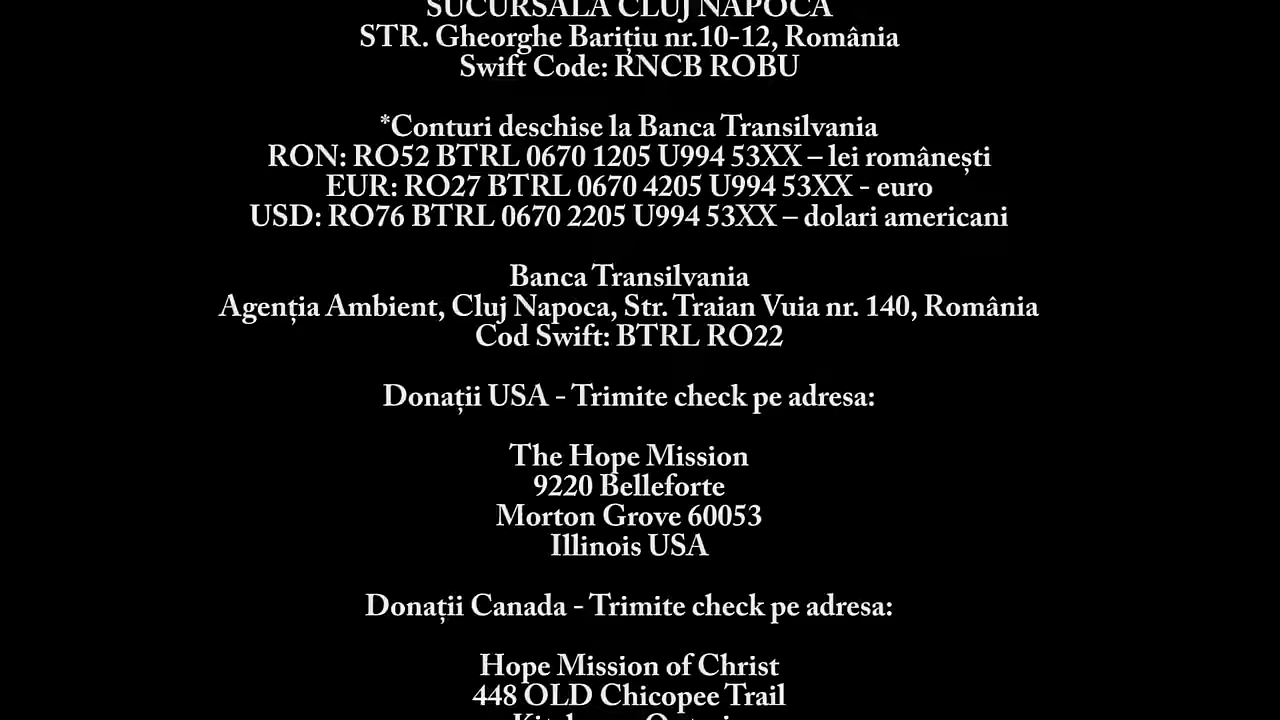 SUCURSALA CLUJ NAPOCA
STR. Gheorghe Barițiu nr.10-12, România
Swift Code: RNCB ROBU
*Conturi deschise la Banca Transilvania
RON: RO52 BTRL 0670 1205 U994 53XX – lei românești
EUR: RO27 BTRL 0670 4205 U994 53XX - euro
USD: RO76 BTRL 0670 2205 U994 53XX – dolari americani
Banca Transilvania
Agenția Ambient, Cluj Napoca, Str. Traian Vuia nr. 140, România
Cod Swift: BTRL RO22
Donații USA - Trimite check pe adresa:
The Hope Mission
9220 Belleforte
Morton Grove 60053
Illinois USA
Donații Canada - Trimite check pe adresa:
Hope Mission of Christ
448 OLD Chicopee Trail